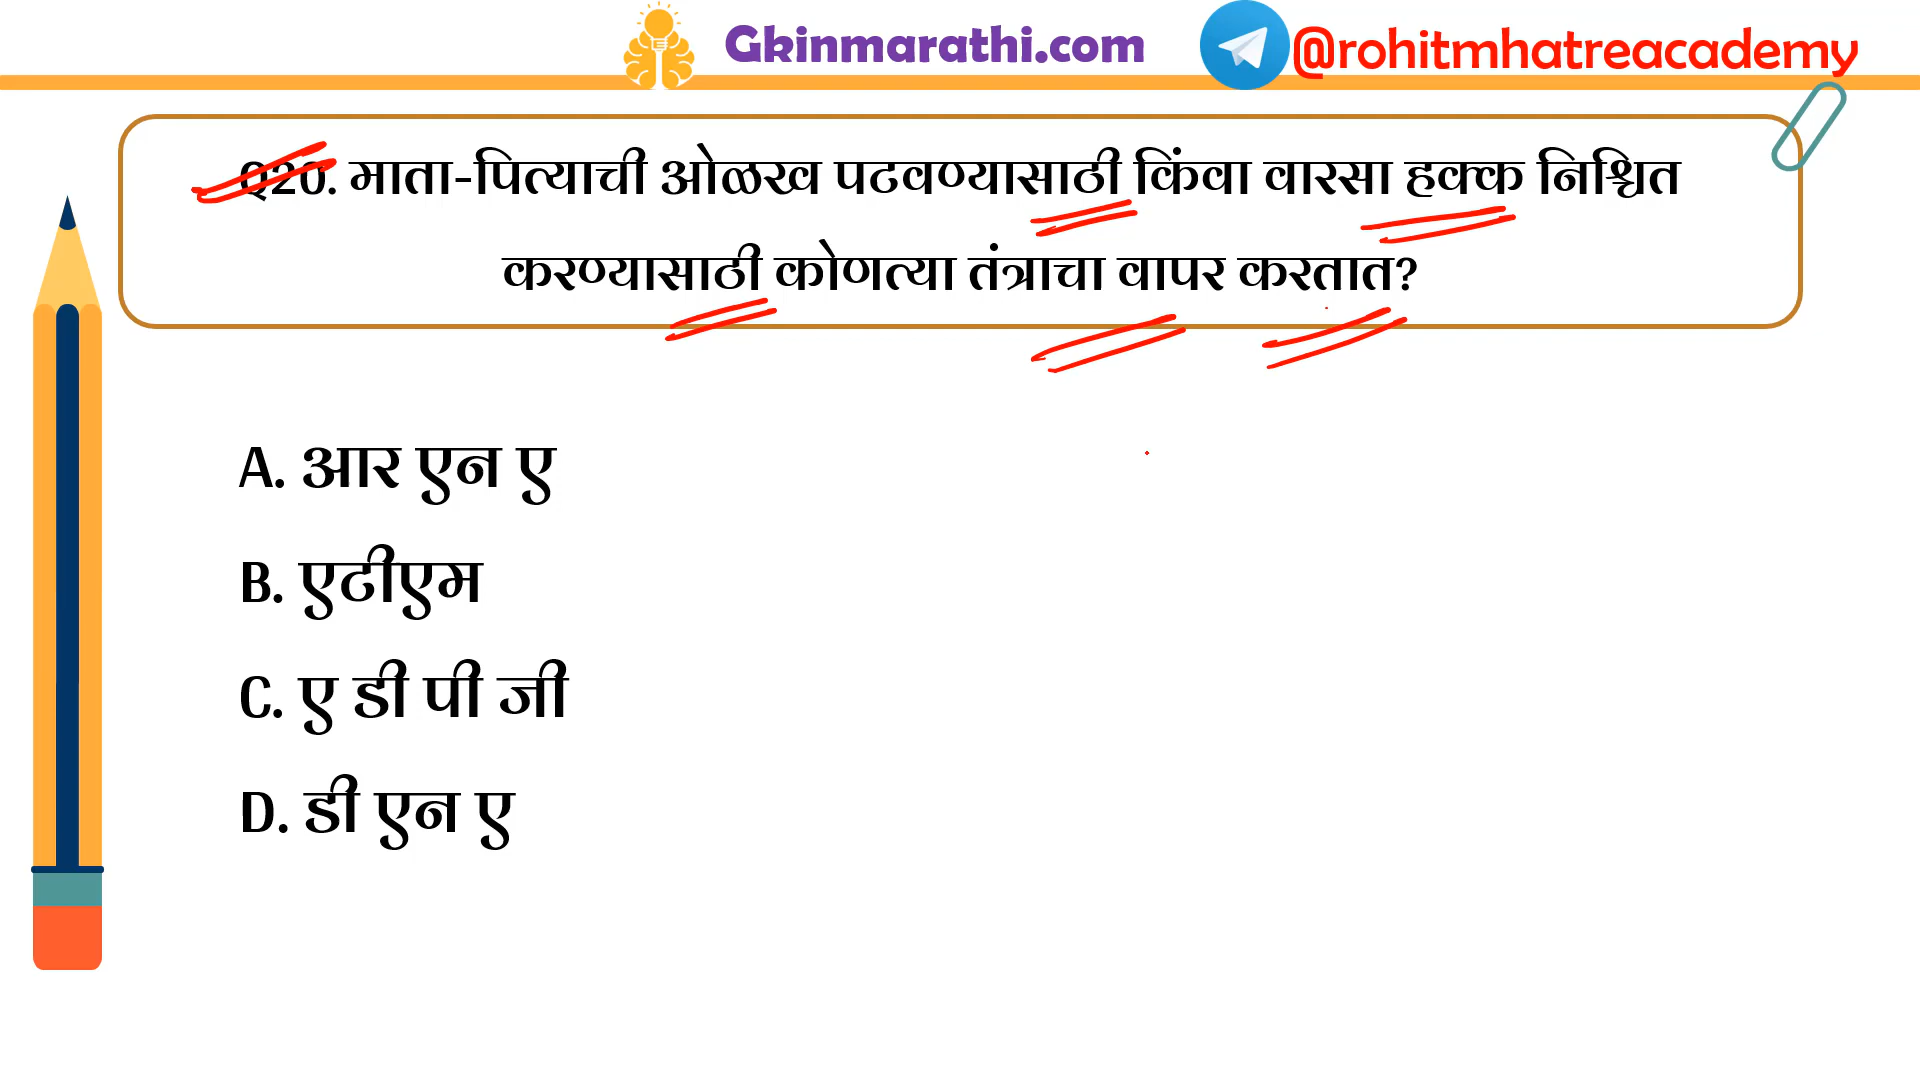 Gkinmarathi.com
@rohitmhatreacademy
Q20. माता-पित्याची ओळख पटवण्यासाठी किंवा वारसा हक्क निश्चित
करण्यासाठी कोणत्या तंत्राचा वापर करतात?
A. आर एन ए
B. एटीएम
C. ए डी पी जी
D. डी एन ए